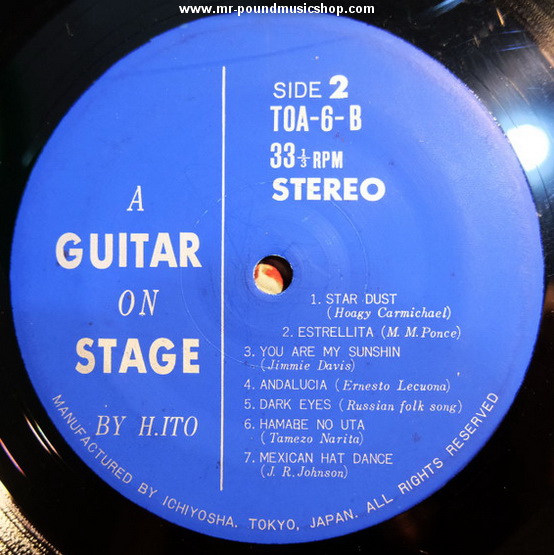 www.mr-poundmusicshop.com
SIDE 2
TOA-6-B
33⅓ RPM
STEREO
A
GUITAR
ON
STAGE
BY H.ITO
1. STAR DUST
(Hoagy Carmichael)
2. ESTRELLITA (M. M. Ponce)
3. YOU ARE MY SUNSHIN
(Jimmie Davis)
4. ANDALUCIA (Ernesto Lecuona)
5. DARK EYES (Russian folk song)
6. HAMABE NO UTA
(Tamezo Narita)
7. MEXICAN HAT DANCE
(J. R. Johnson)
MANUFACTURED BY ICHIYOSHA. TOKYO, JAPAN. ALL RIGHTS RESERVED